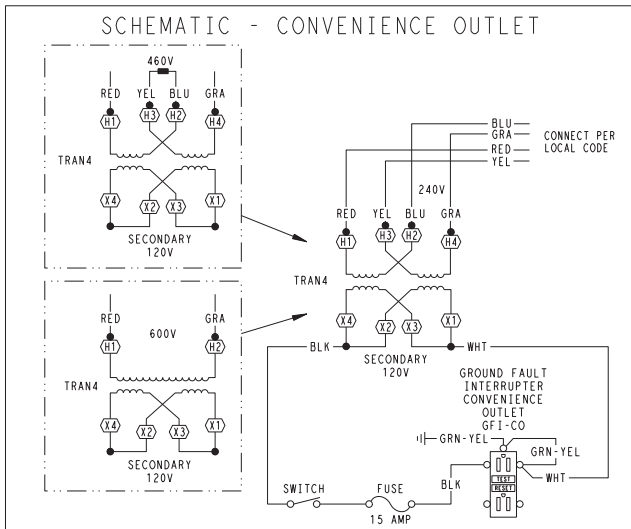 SCHEMATIC - CONVENIENCE OUTLET
460V
RED YEL BLU GRA
H1 H3 H2 H4
TRAN4
X4 X2 X3 X1
SECONDARY
120V
RED 600V GRA
H1 H2
TRAN4
X4 X2 X3 X1
SECONDARY
120V
BLU
GRA
RED
YEL
CONNECT PER
LOCAL CODE
240V
RED YEL BLU GRA
H1 H3 H2 H4
TRAN4
X4 X2 X3 X1
BLK
SECONDARY
120V
WHT
GROUND FAULT
INTERRUPTER
CONVENIENCE
OUTLET
GFI-CO
GRN-YEL
GRN-YEL
WHT
BLK
TEST
RESET
SWITCH
FUSE
15 AMP